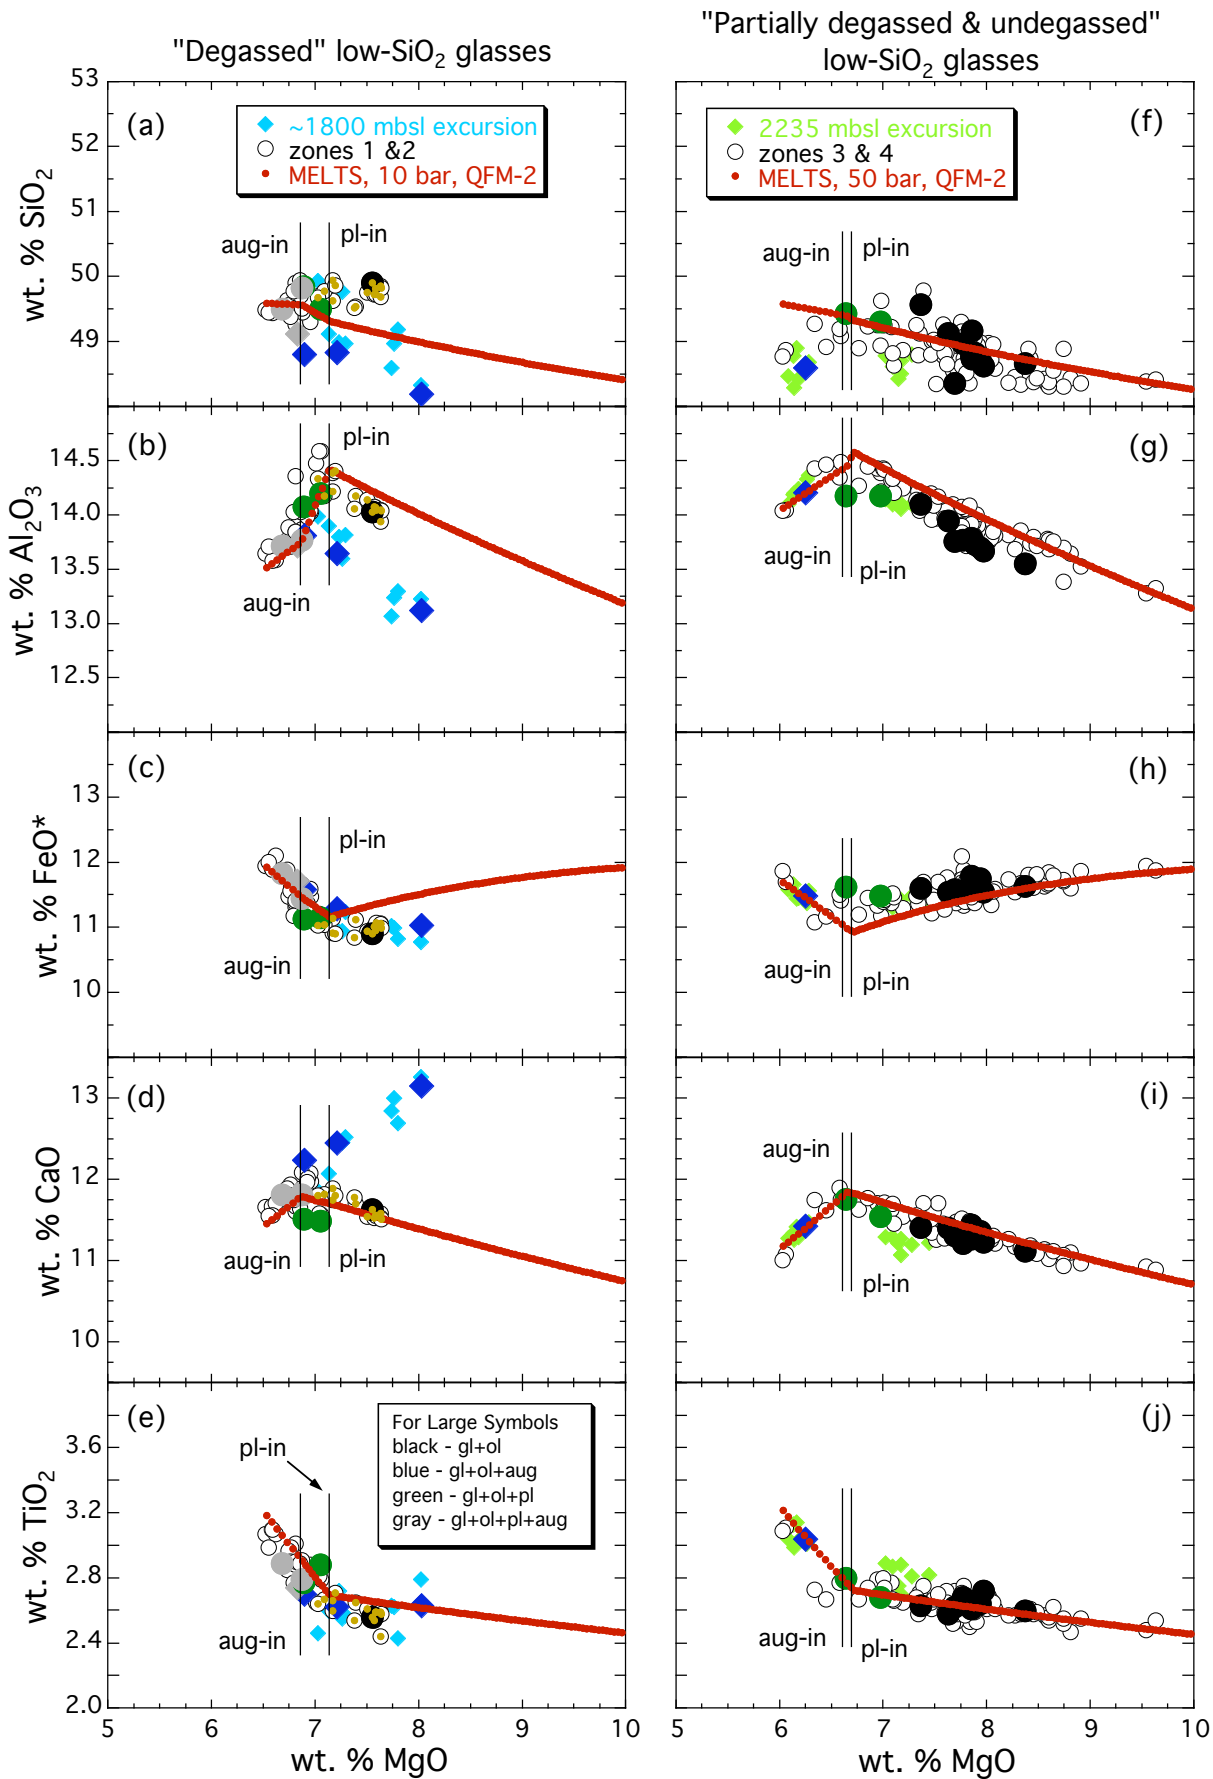 "Degassed" low-SiO₂ glasses
"Partially degassed & undegassed"
low-SiO₂ glasses
(a)
~1800 mbsl excursion
zones 1 &2
MELTS, 10 bar, QFM-2
aug-in
pl-in
wt. % SiO₂
53
52
51
50
49
(f)
2235 mbsl excursion
zones 3 & 4
MELTS, 50 bar, QFM-2
aug-in
pl-in
(b)
pl-in
aug-in
wt. % Al₂O₃
14.5
14.0
13.5
13.0
12.5
(g)
aug-in
pl-in
(c)
pl-in
aug-in
wt. % FeO*
13
12
11
10
(h)
aug-in
pl-in
(d)
aug-in
pl-in
wt. % CaO
13
12
11
10
(i)
aug-in
pl-in
(e)
pl-in
aug-in
For Large Symbols
black - gl+ol
blue - gl+ol+aug
green - gl+ol+pl
gray - gl+ol+pl+aug
wt. % TiO₂
3.6
3.2
2.8
2.4
2.0
(j)
aug-in
pl-in
5 6 7 8 9 10
wt. % MgO
5 6 7 8 9 10
wt. % MgO